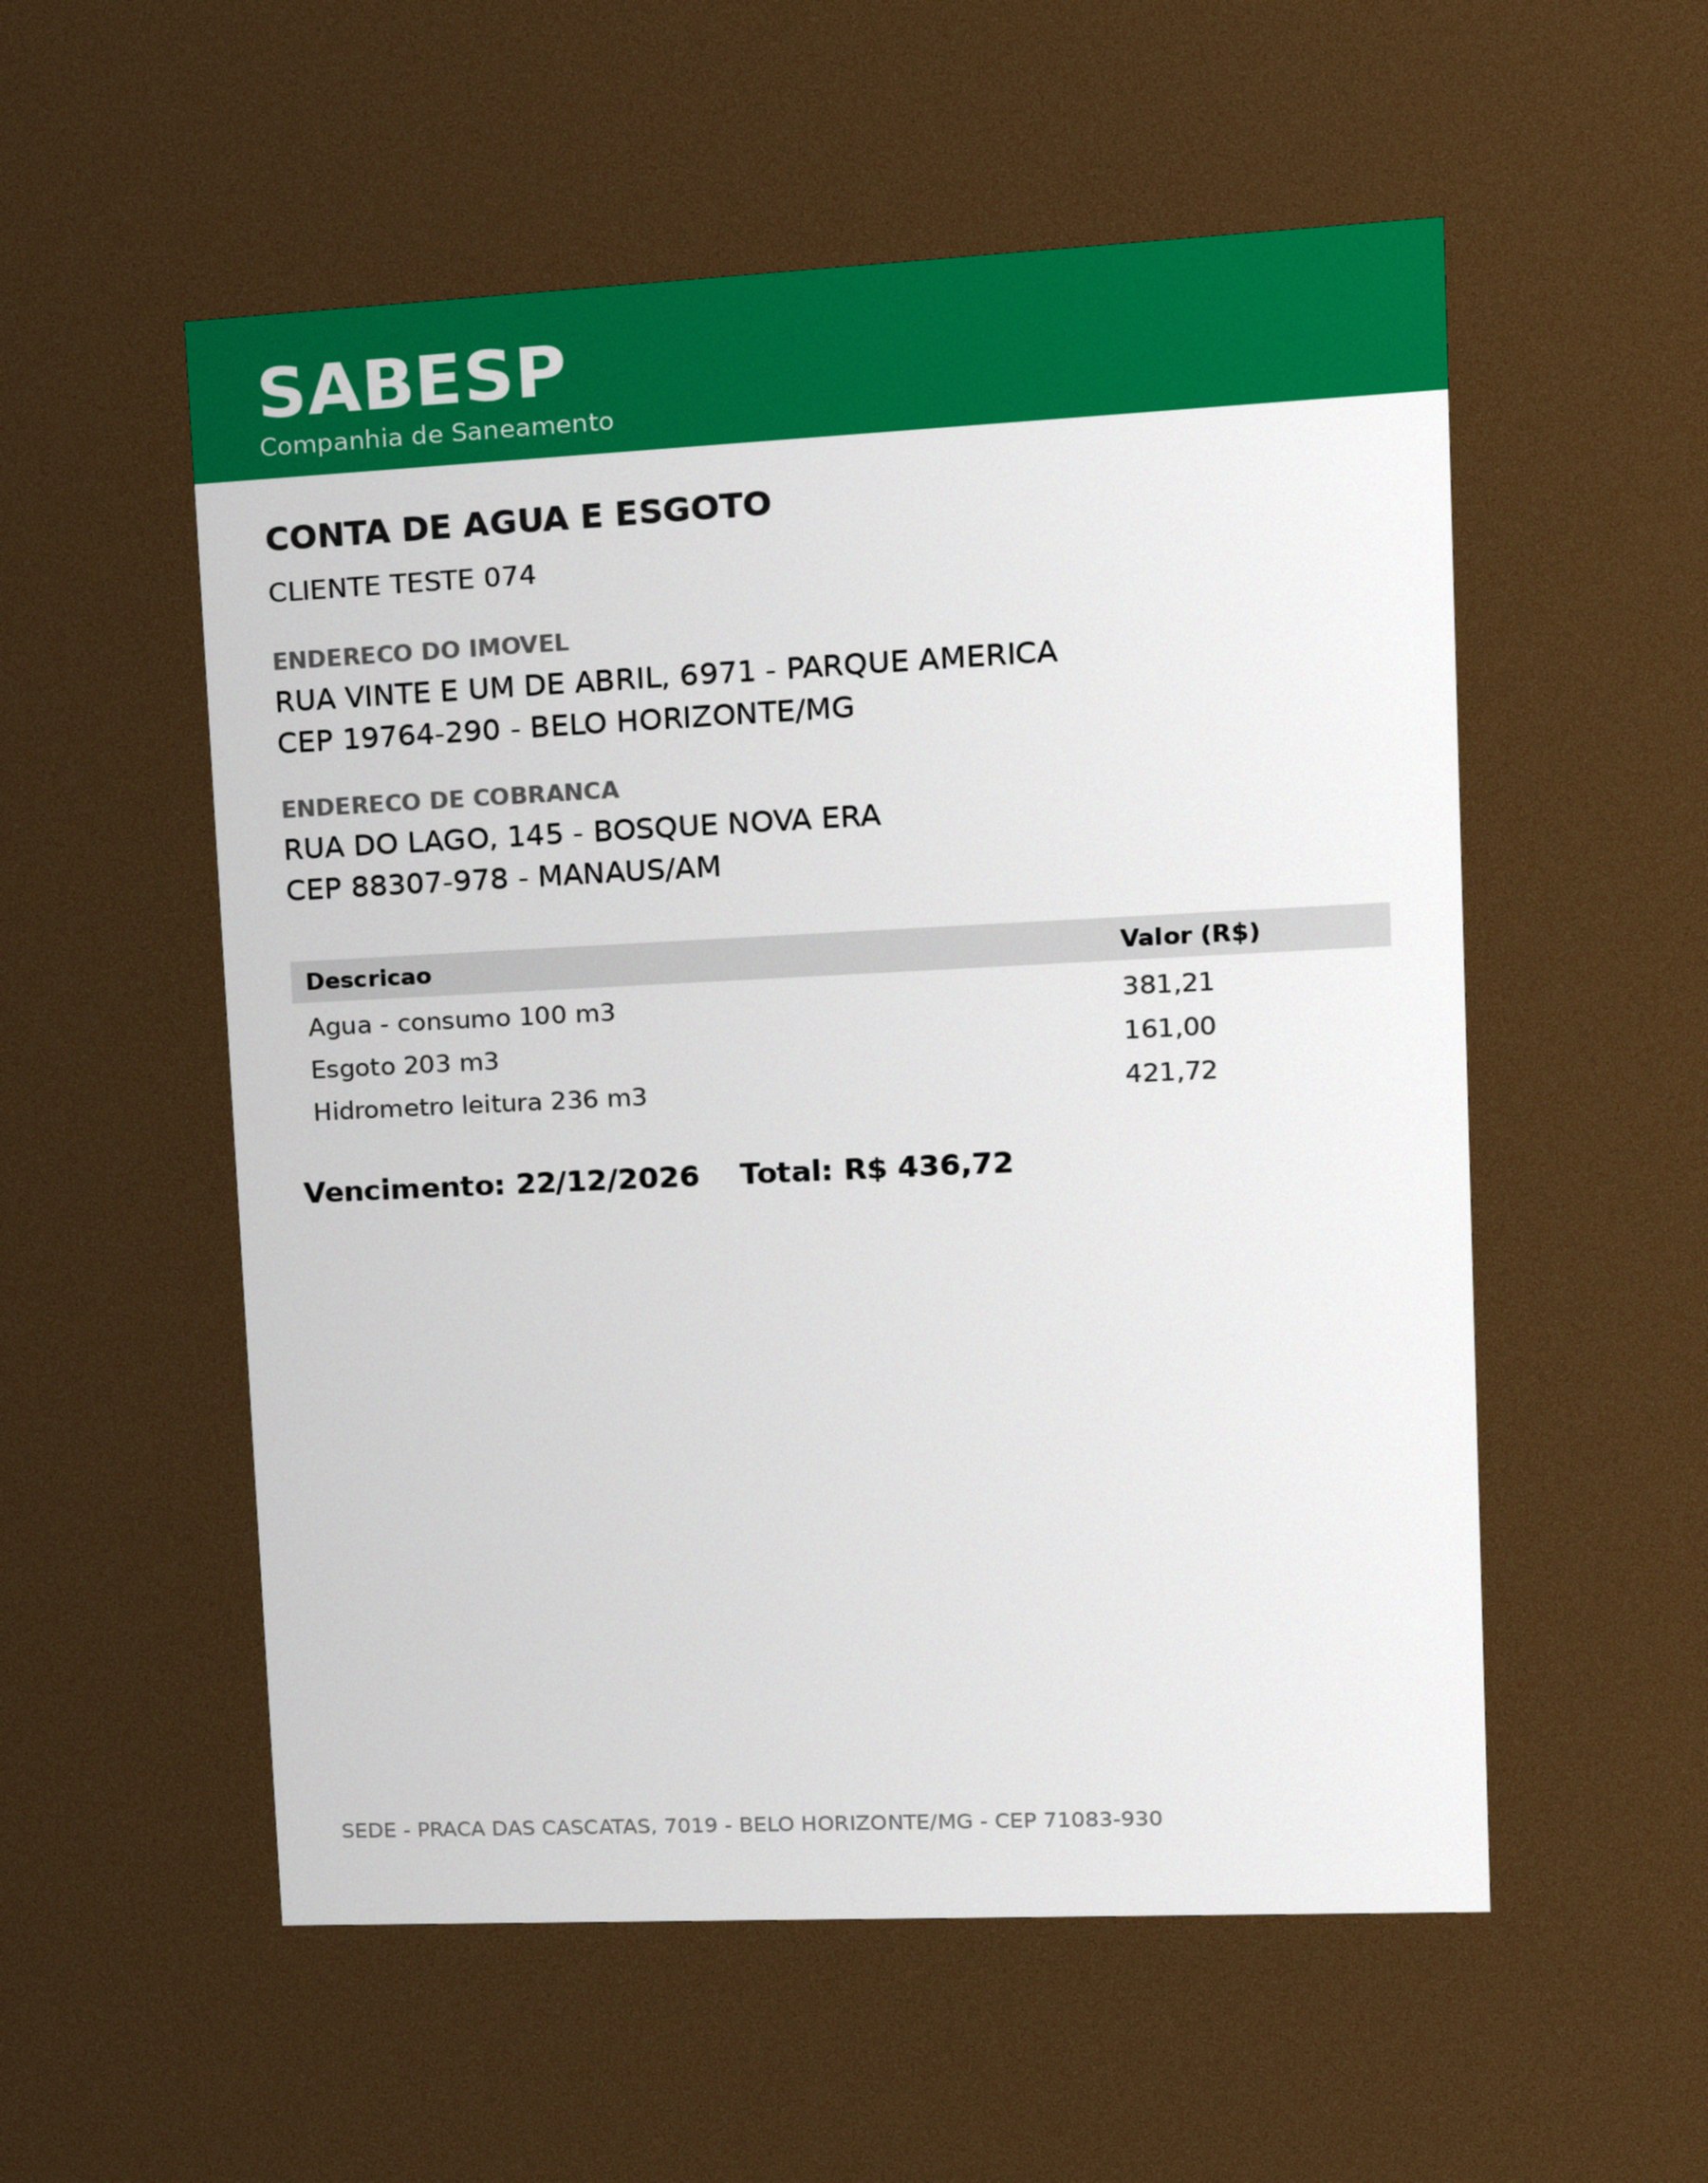 SABESP
Companhia de Saneamento
CONTA DE AGUA E ESGOTO
CLIENTE TESTE 074
ENDERECO DO IMOVEL
RUA VINTE E UM DE ABRIL, 6971 - PARQUE AMERICA
CEP 19764-290 - BELO HORIZONTE/MG
ENDERECO DE COBRANCA
RUA DO LAGO, 145 - BOSQUE NOVA ERA
CEP 88307-978 - MANAUS/AM
Descricao Valor (R$)
Agua - consumo 100 m3 381,21
Esgoto 203 m3 161,00
Hidrometro leitura 236 m3 421,72
Vencimento: 22/12/2026 Total: R$ 436,72
SEDE - PRACA DAS CASCATAS, 7019 - BELO HORIZONTE/MG - CEP 71083-930